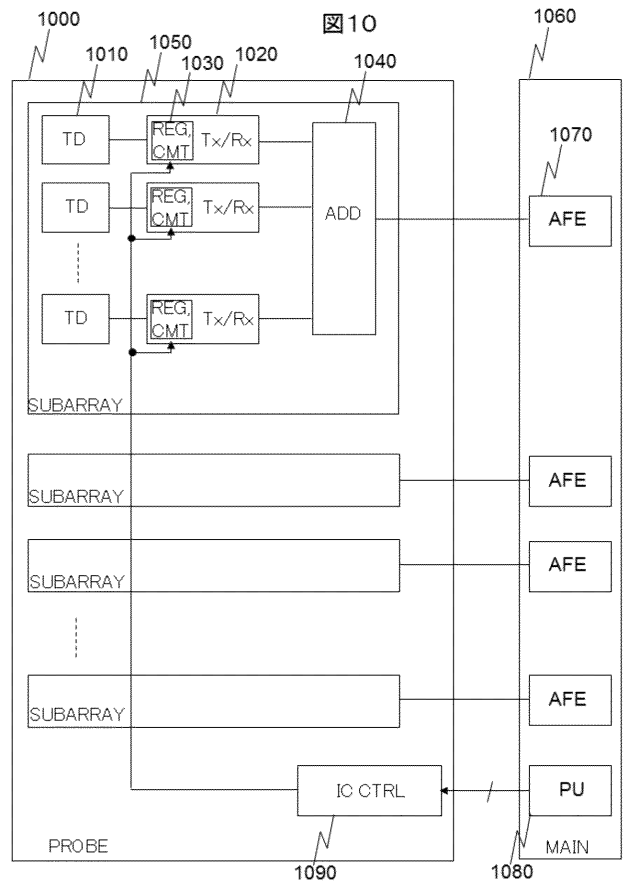 図10
1000
1010
1050
1030
1020
1040
1060
1070
TD
REG,
CMT
Tx/Rx
TD
REG,
CMT
Tx/Rx
ADD
AFE
TD
REG,
CMT
Tx/Rx
SUBARRAY
SUBARRAY
AFE
SUBARRAY
AFE
SUBARRAY
AFE
IC CTRL
PU
PROBE
MAIN
1090
1080